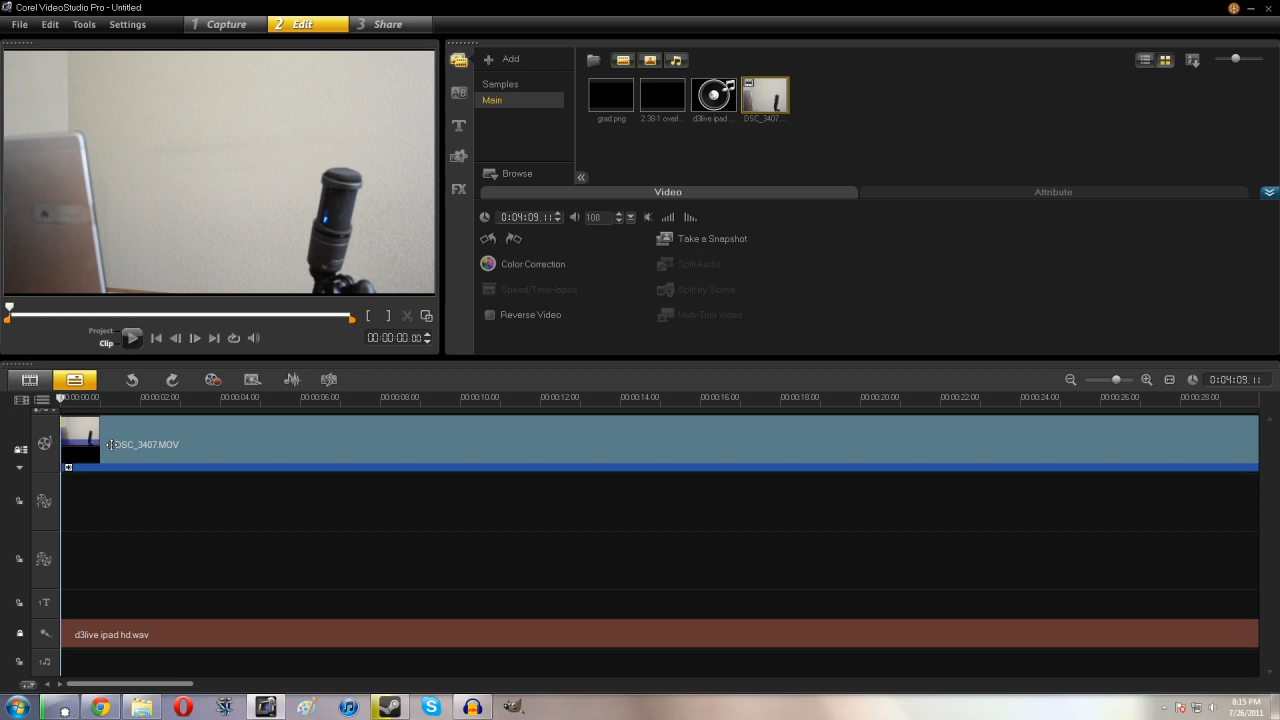 Corel VideoStudio Pro - Untitled
File Edit Tools Settings
1 Capture
2 Edit
3 Share
Add
Samples
Main
Browse
grad.png
2.38-1 overl...
d3live ipad ...
DSC_3407....
Video
Attribute
0:04:09.11
100
Take a Snapshot
Color Correction
Split Audio
Speed/Time-lapse
Split by Scene
Reverse Video
Multi-Trim Video
Project
Clip
00:00:00.00
0:04:09.11
00:00:02.00
00:00:04.00
00:00:06.00
00:00:08.00
00:00:10.00
00:00:12.00
00:00:14.00
00:00:16.00
00:00:18.00
00:00:20.00
00:00:22.00
00:00:24.00
00:00:26.00
00:00:28.00
DSC_3407.MOV
d3live ipad hd.wav
8:15 PM
7/26/2011